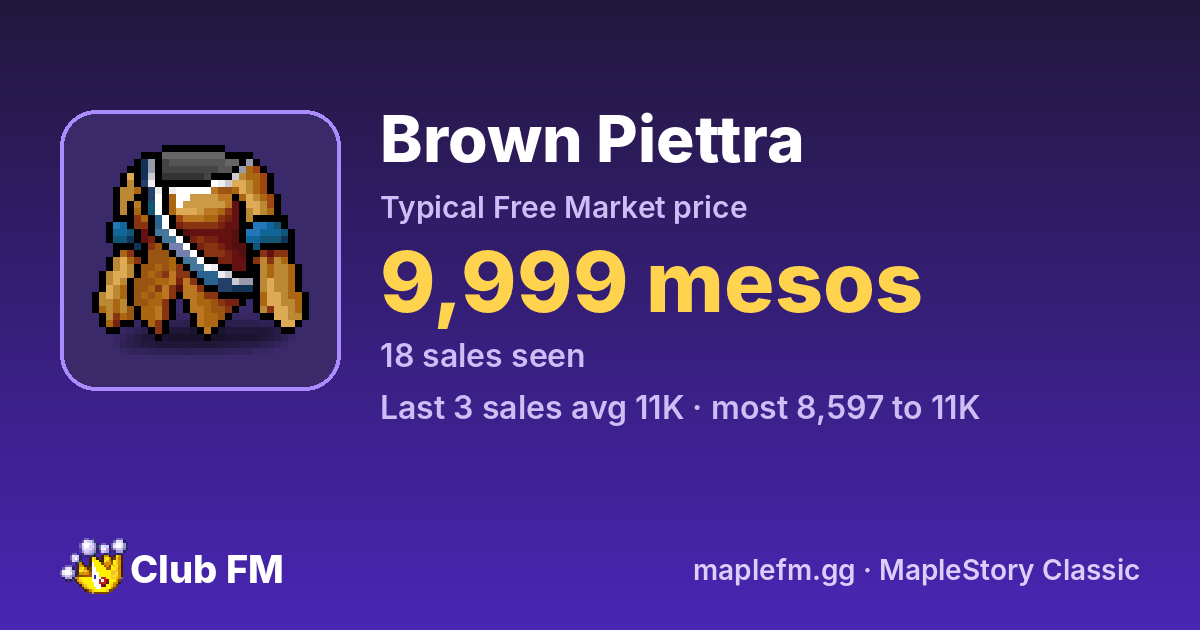 Brown Piettra
Typical Free Market price
9,999 mesos
18 sales seen
Last 3 sales avg 11K · most 8,597 to 11K
Club FM
maplefm.gg · MapleStory Classic